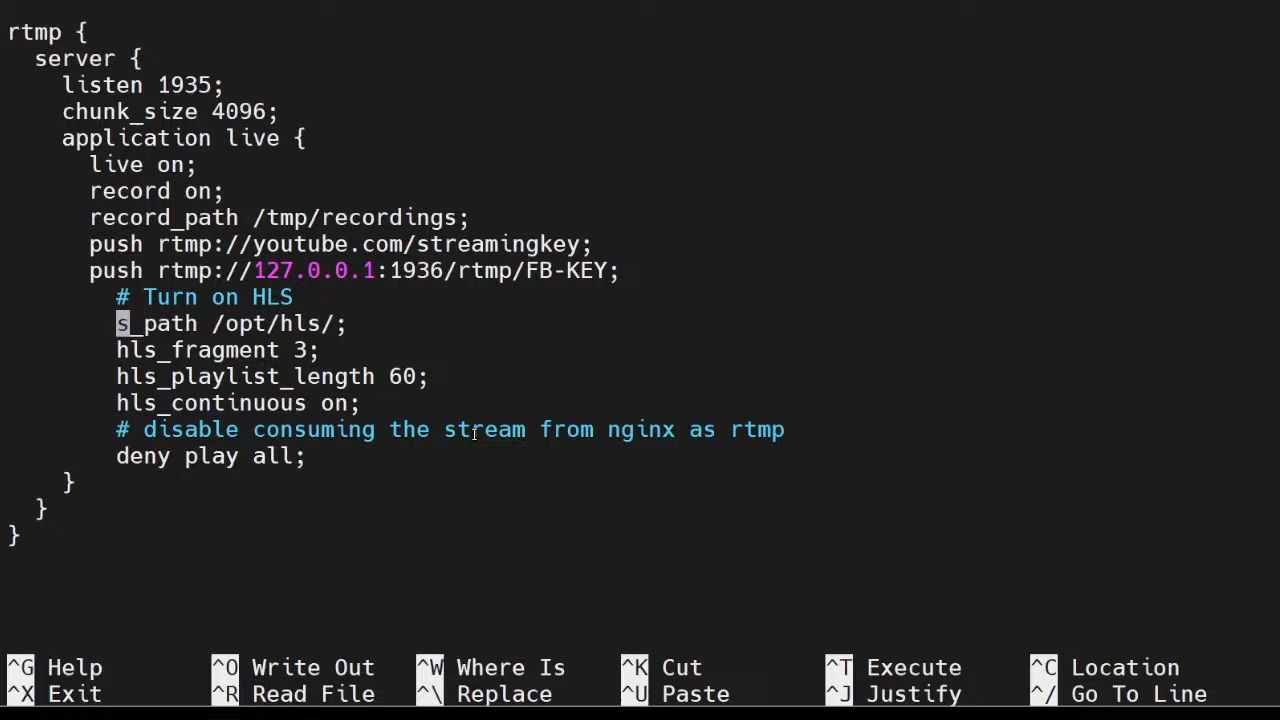 rtmp {
server {
listen 1935;
chunk_size 4096;
application live {
live on;
record on;
record_path /tmp/recordings;
push rtmp://youtube.com/streamingkey;
push rtmp://127.0.0.1:1936/rtmp/FB-KEY;
# Turn on HLS
s_path /opt/hls/;
hls_fragment 3;
hls_playlist_length 60;
hls_continuous on;
# disable consuming the stream from nginx as rtmp
deny play all;
}
}
}
^G Help ^O Write Out ^W Where Is ^K Cut ^T Execute ^C Location
^X Exit ^R Read File ^\ Replace ^U Paste ^J Justify ^/ Go To Line